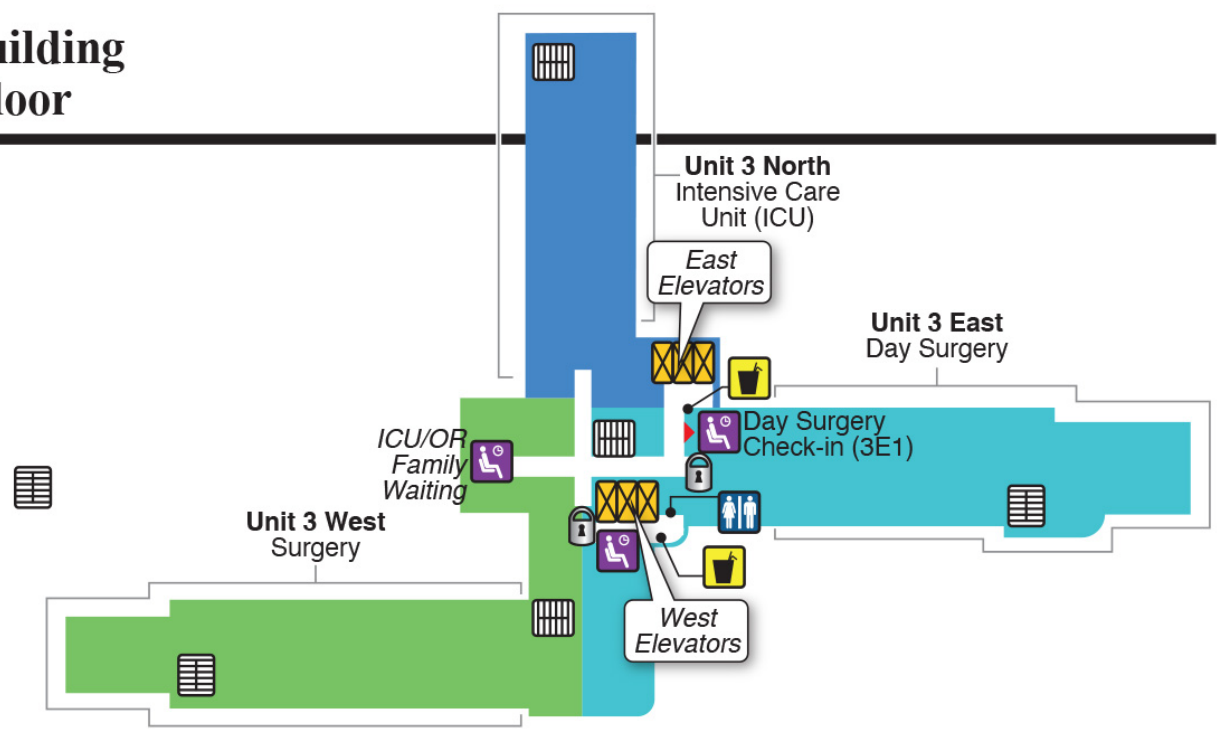 uilding
loor
Unit 3 North
Intensive Care
Unit (ICU)
East
Elevators
Unit 3 East
Day Surgery
Day Surgery
Check-in (3E1)
ICU/OR
Family
Waiting
Unit 3 West
Surgery
West
Elevators